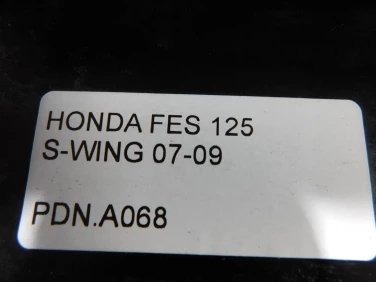 HONDA FES 125
S-WING 07-09
PDN.A068